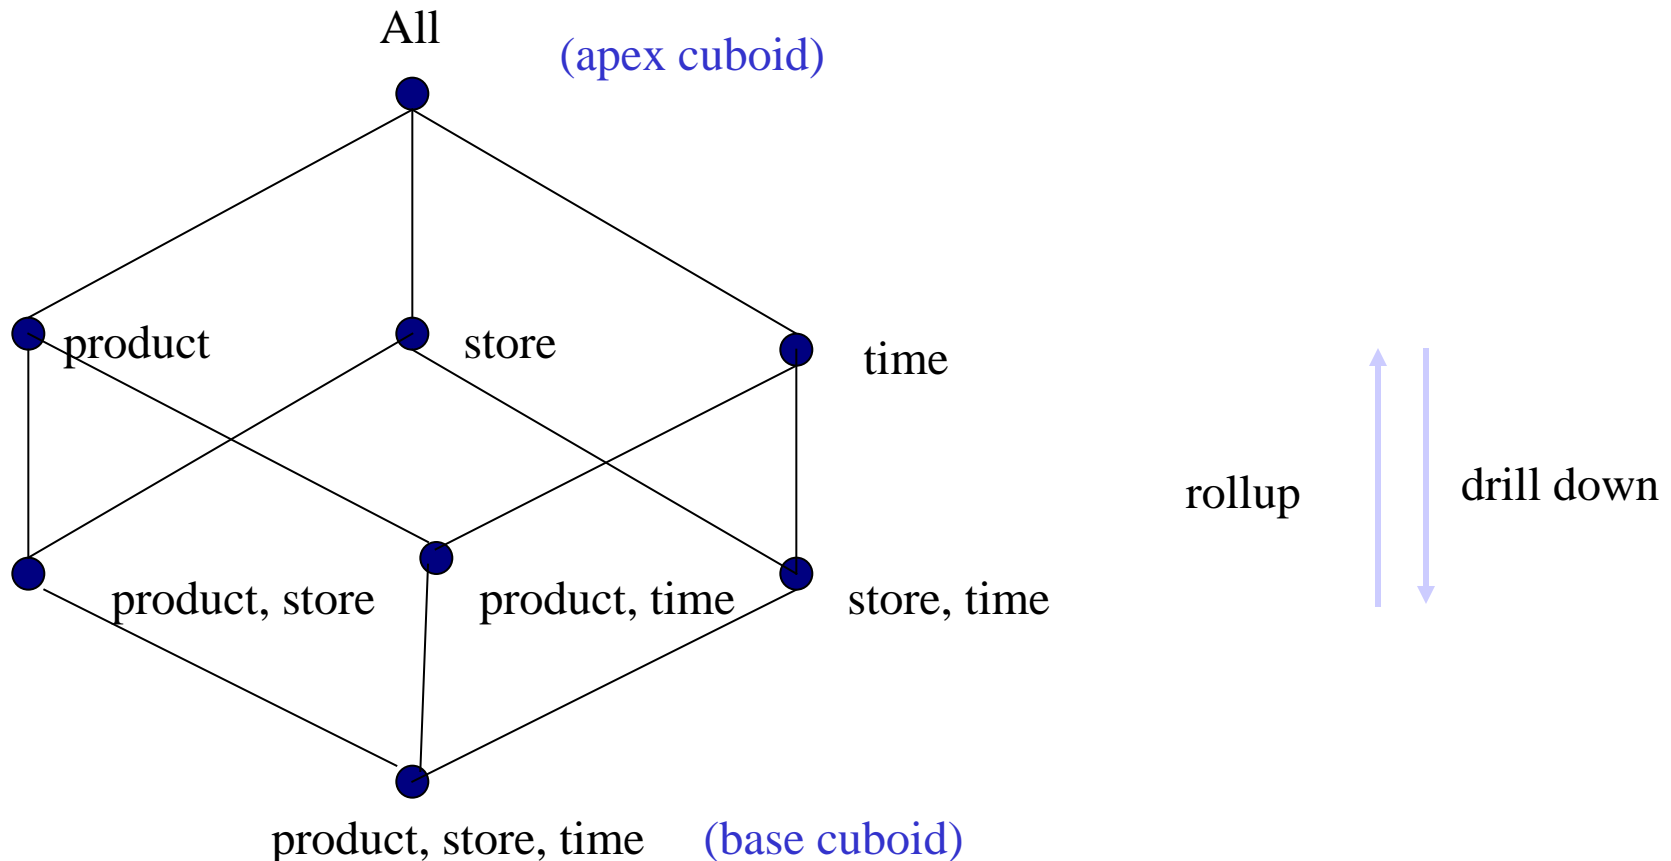 All
(apex cuboid)
product
store
time
rollup
drill down
product, store
product, time
store, time
product, store, time
(base cuboid)